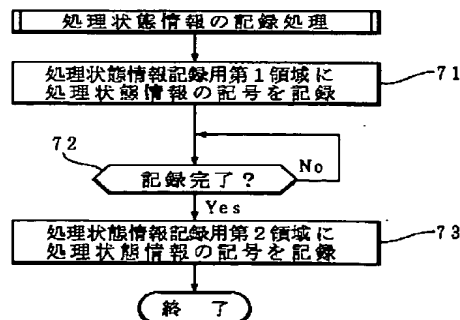 処理状態情報の記録処理
処理状態情報記録用第1領域に
処理状態情報の記号を記録
71
72
記録完了?
No
Yes
処理状態情報記録用第2領域に
処理状態情報の記号を記録
73
終 了